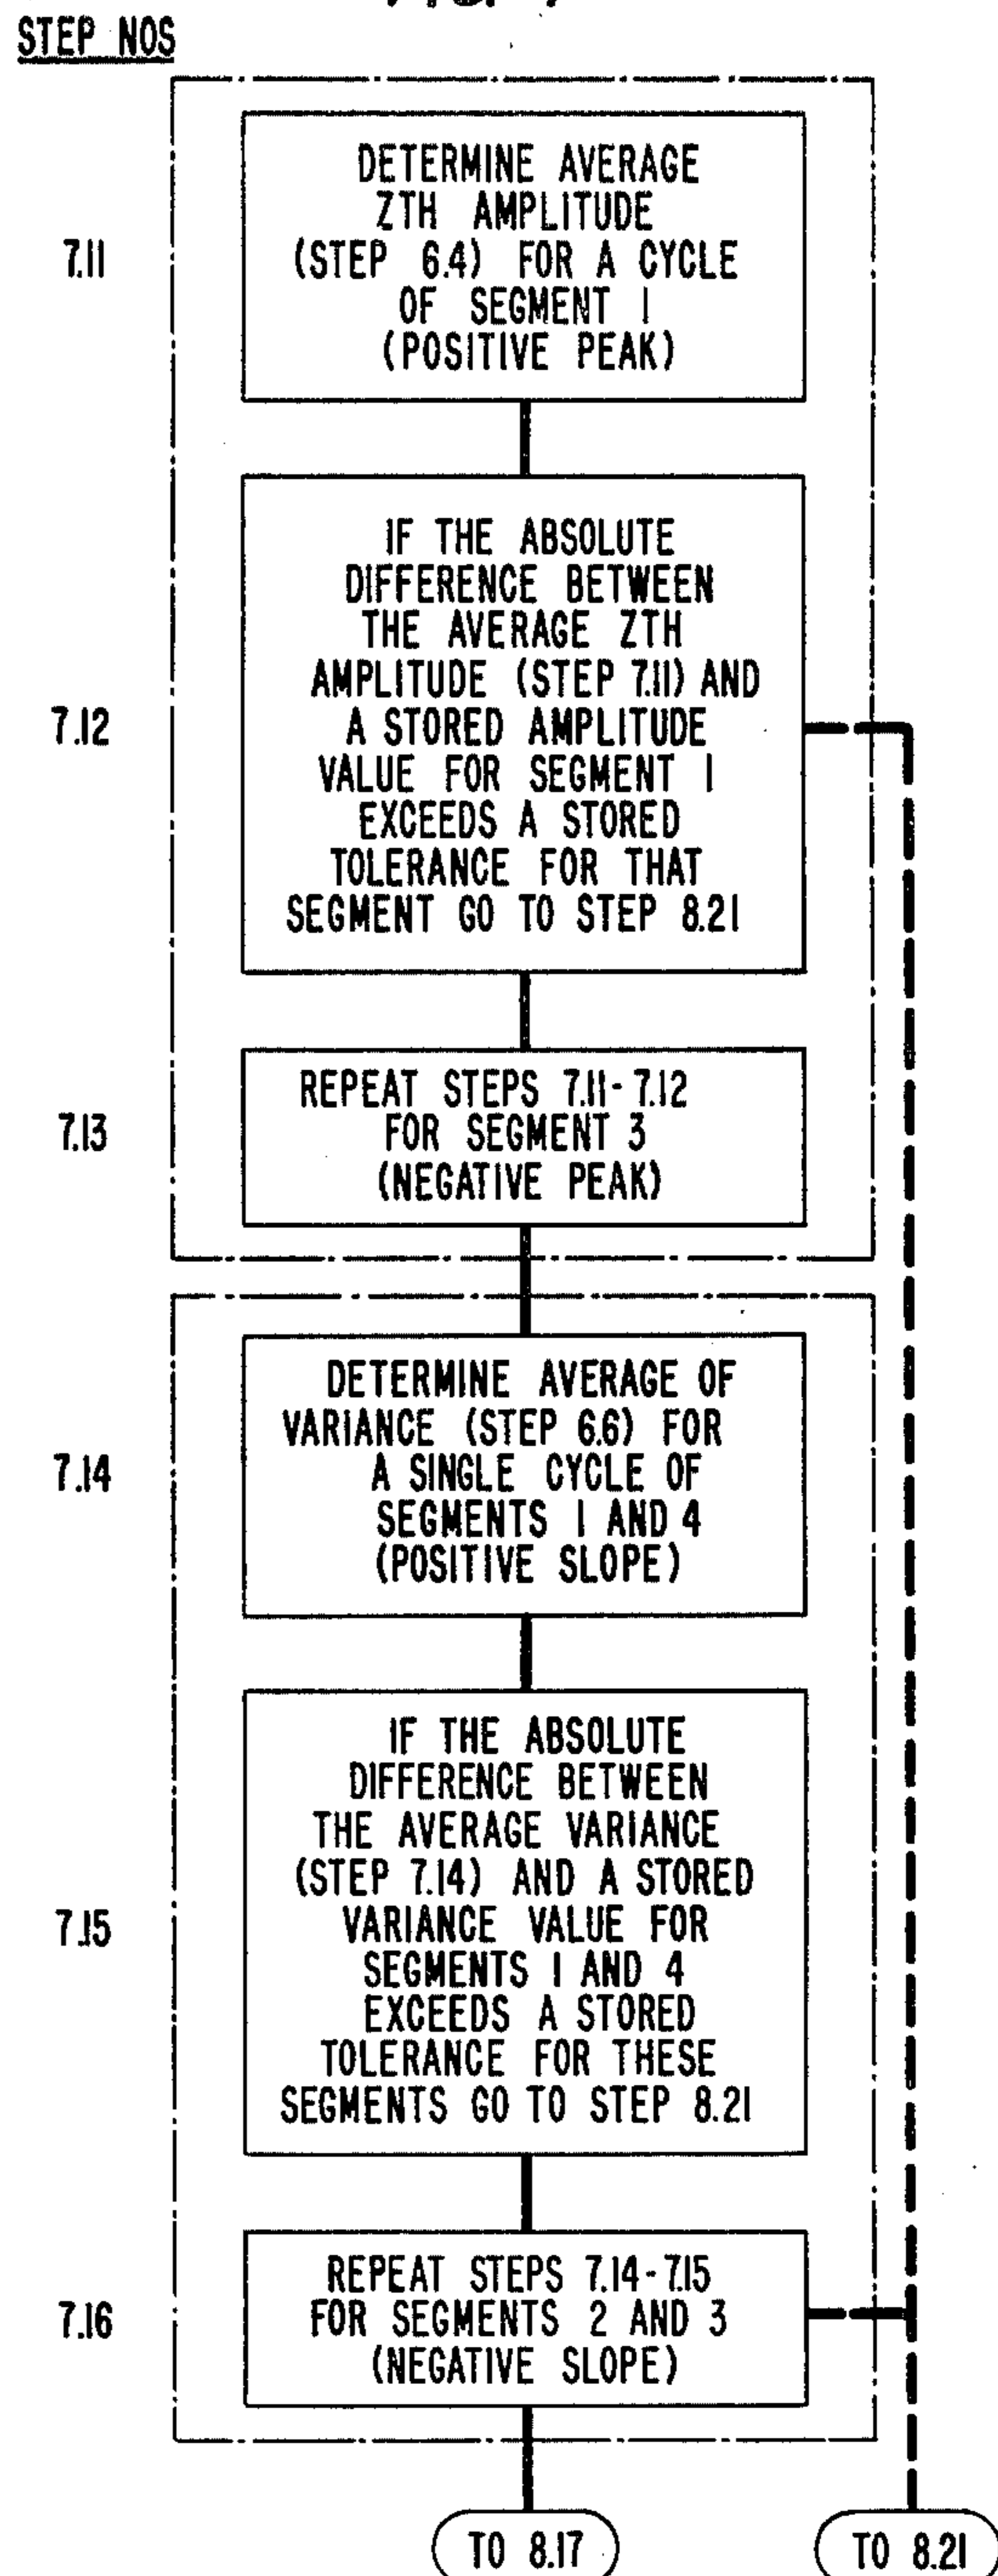 STEP NOS
7.11
DETERMINE AVERAGE
ZTH AMPLITUDE
(STEP 6.4) FOR A CYCLE
OF SEGMENT 1
(POSITIVE PEAK)
7.12
IF THE ABSOLUTE
DIFFERENCE BETWEEN
THE AVERAGE ZTH
AMPLITUDE (STEP 7.11) AND
A STORED AMPLITUDE
VALUE FOR SEGMENT 1
EXCEEDS A STORED
TOLERANCE FOR THAT
SEGMENT GO TO STEP 8.21
7.13
REPEAT STEPS 7.11-7.12
FOR SEGMENT 3
(NEGATIVE PEAK)
7.14
DETERMINE AVERAGE OF
VARIANCE (STEP 6.6) FOR
A SINGLE CYCLE OF
SEGMENTS 1 AND 4
(POSITIVE SLOPE)
7.15
IF THE ABSOLUTE
DIFFERENCE BETWEEN
THE AVERAGE VARIANCE
(STEP 7.14) AND A STORED
VARIANCE VALUE FOR
SEGMENTS 1 AND 4
EXCEEDS A STORED
TOLERANCE FOR THESE
SEGMENTS GO TO STEP 8.21
7.16
REPEAT STEPS 7.14-7.15
FOR SEGMENTS 2 AND 3
(NEGATIVE SLOPE)
TO 8.17
TO 8.21